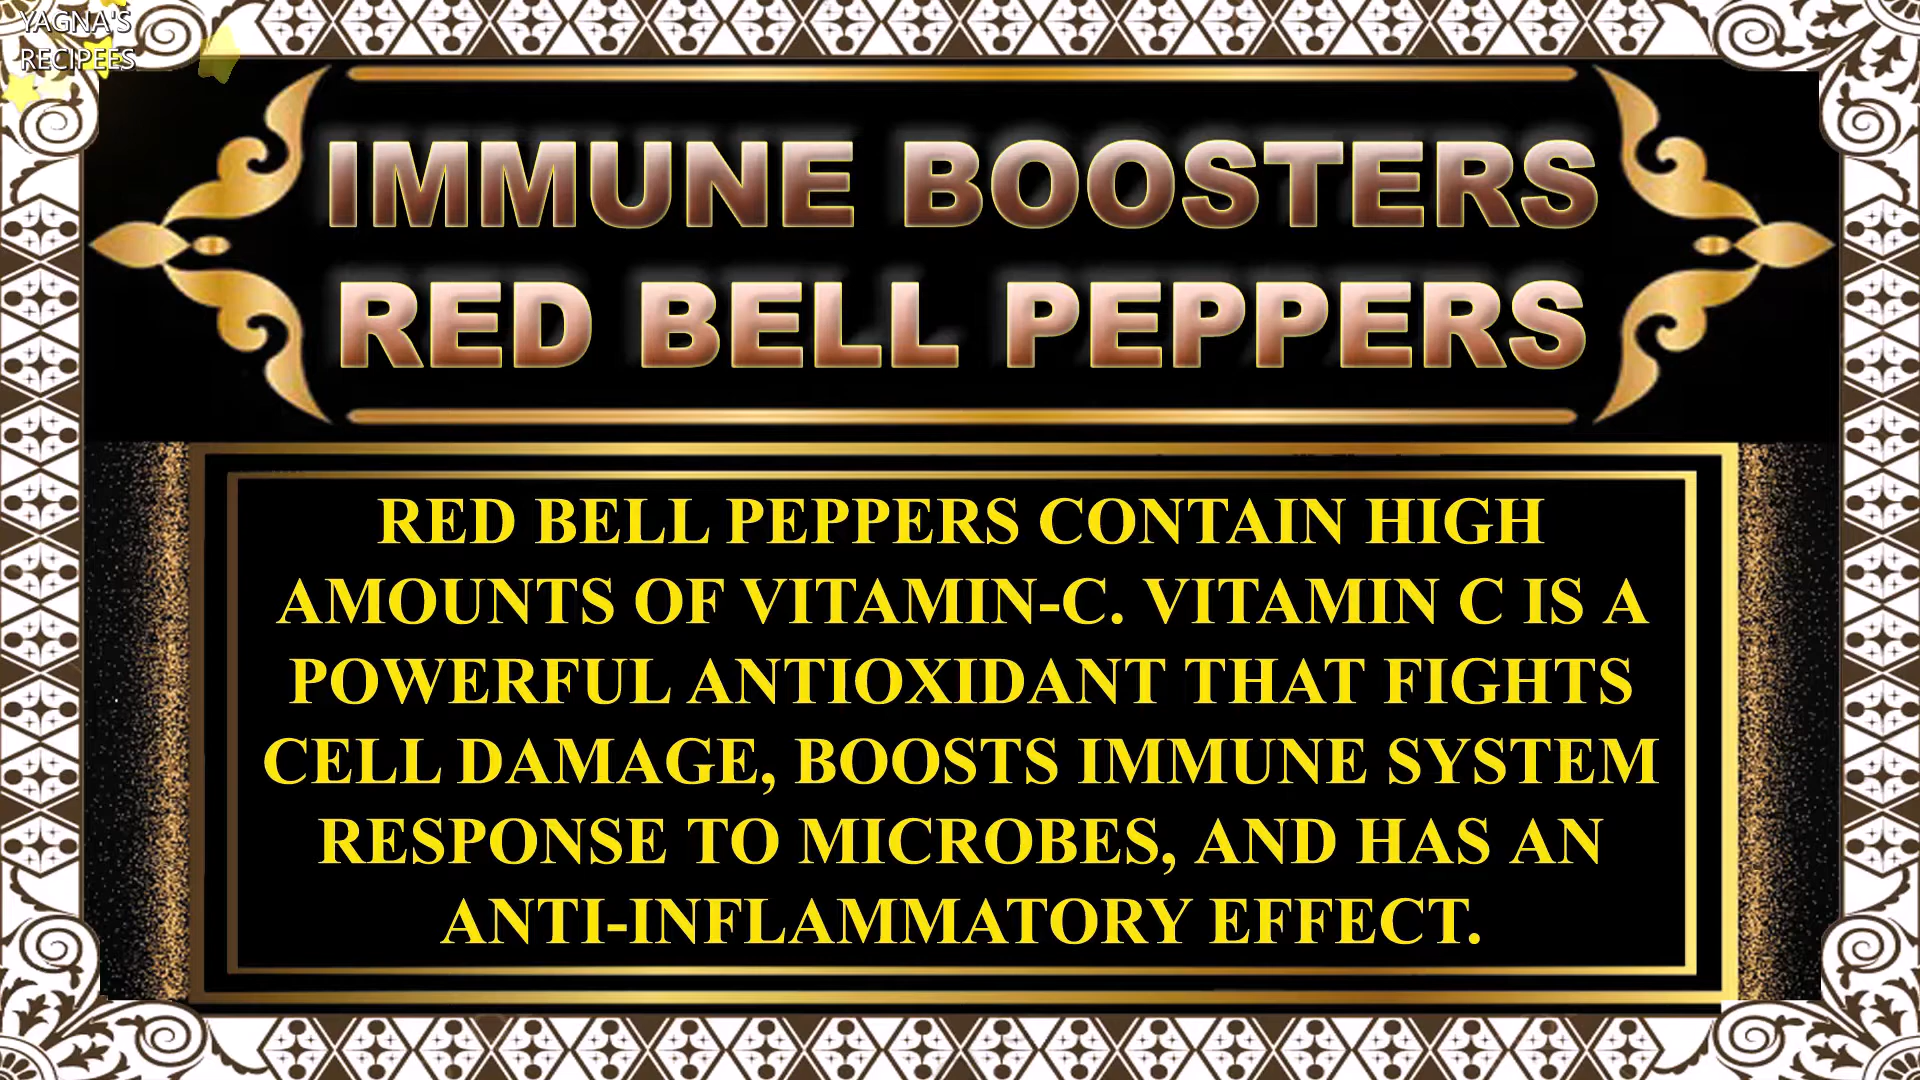 YAGNA'S
RECIPEES
IMMUNE BOOSTERS
RED BELL PEPPERS
RED BELL PEPPERS CONTAIN HIGH
AMOUNTS OF VITAMIN-C. VITAMIN C IS A
POWERFUL ANTIOXIDANT THAT FIGHTS
CELL DAMAGE, BOOSTS IMMUNE SYSTEM
RESPONSE TO MICROBES, AND HAS AN
ANTI-INFLAMMATORY EFFECT.